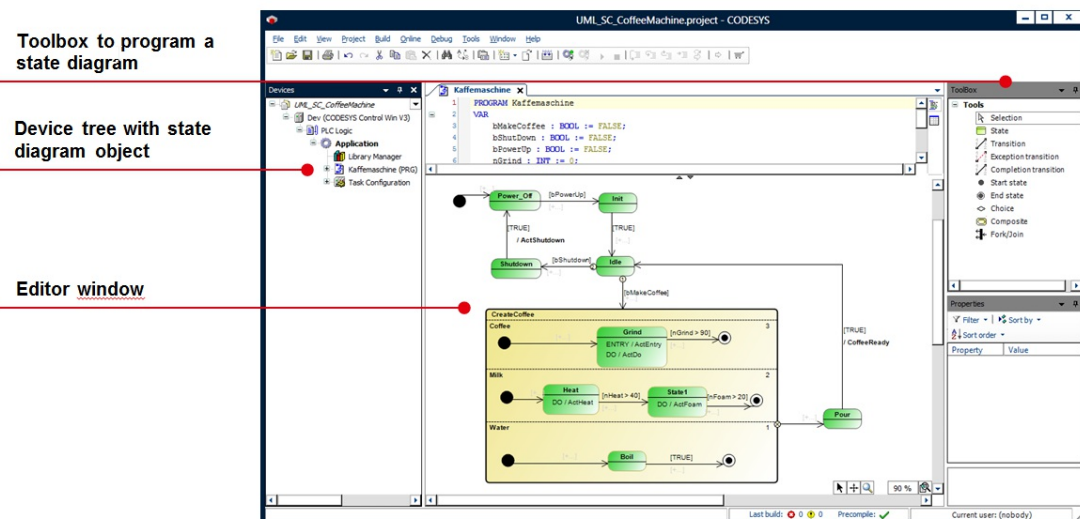 Toolbox to program a
state diagram
Device tree with state
diagram object
Editor window
UML_SC_CoffeeMachine.project - CODESYS
File Edit View Project Build Online Debug Tools Window Help
Devices
UML_SC_CoffeeMachine
Dev (CODESYS Control Win V3)
PLC Logic
Application
Library Manager
Kaffemaschine (PRG)
Task Configuration
Kaffemaschine
1 PROGRAM Kaffemaschine
2 VAR
3 bMakeCoffee : BOOL := FALSE;
4 bShutDown : BOOL := FALSE;
5 bPowerUp : BOOL := FALSE;
6 nGrind : INT := 0;
Power_Off
[bPowerUp]
Init
[TRUE]
/ ActShutdown
[TRUE]
Shutdown
[bShutdown]
Idle
[bMakeCoffee]
CreateCoffee
Coffee
3
Grind
ENTRY / ActEntry
DO / ActDo
[nGrind > 90]
Milk
2
Heat
DO / ActHeat
[nHeat > 40]
State1
DO / ActFoam
[nFoam > 20]
Water
1
Boil
[TRUE]
[TRUE]
/ CoffeeReady
Pour
90 %
ToolBox
Tools
Selection
State
Transition
Exception transition
Completion transition
Start state
End state
Choice
Composite
Fork/Join
Properties
Filter
Sort by
Sort order
Property Value
Last build: 0 0 Precompile:
Current user: (nobody)